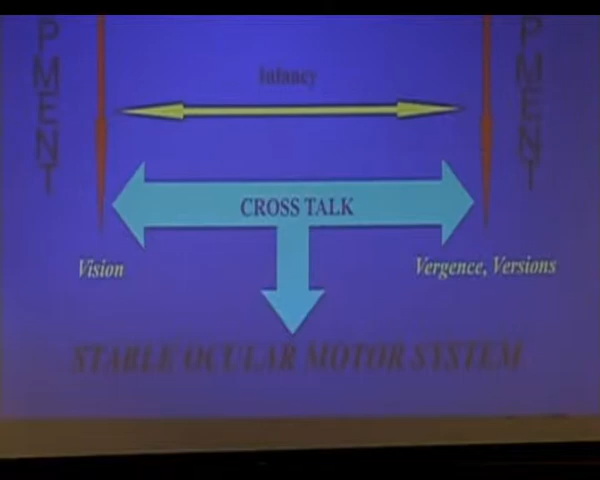 PMENT
PMENT
Infancy
CROSS TALK
Vision
Vergence, Versions
STABLE OCULAR MOTOR SYSTEM